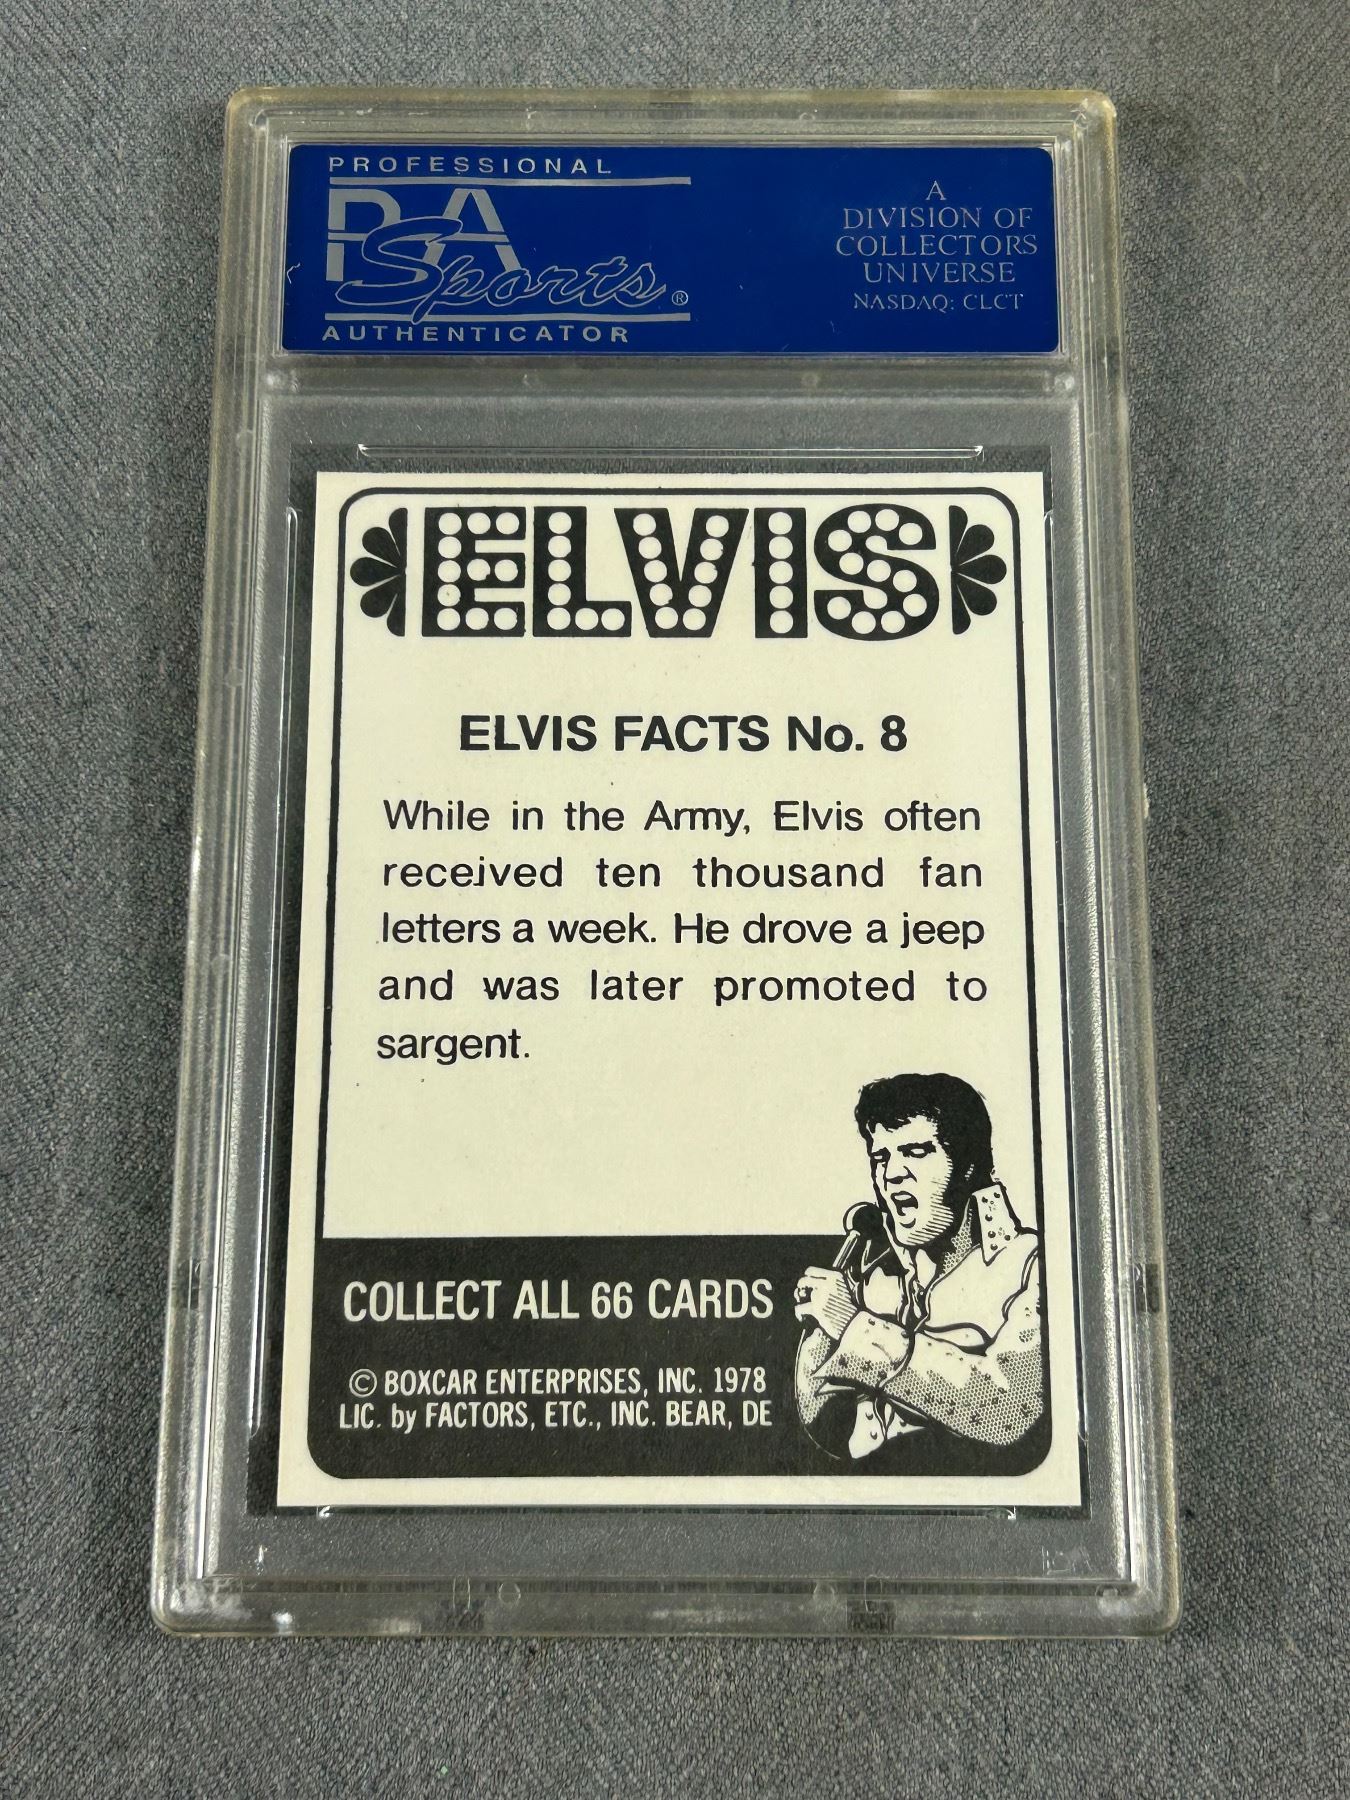 PROFESSIONAL
PSA
Sports®
AUTHENTICATOR
A
DIVISION OF
COLLECTORS
UNIVERSE
NASDAQ: CLCT
ELVIS
ELVIS FACTS No. 8
While in the Army, Elvis often
received ten thousand fan
letters a week. He drove a jeep
and was later promoted to
sargent.
COLLECT ALL 66 CARDS
© BOXCAR ENTERPRISES, INC. 1978
LIC. by FACTORS, ETC., INC. BEAR, DE